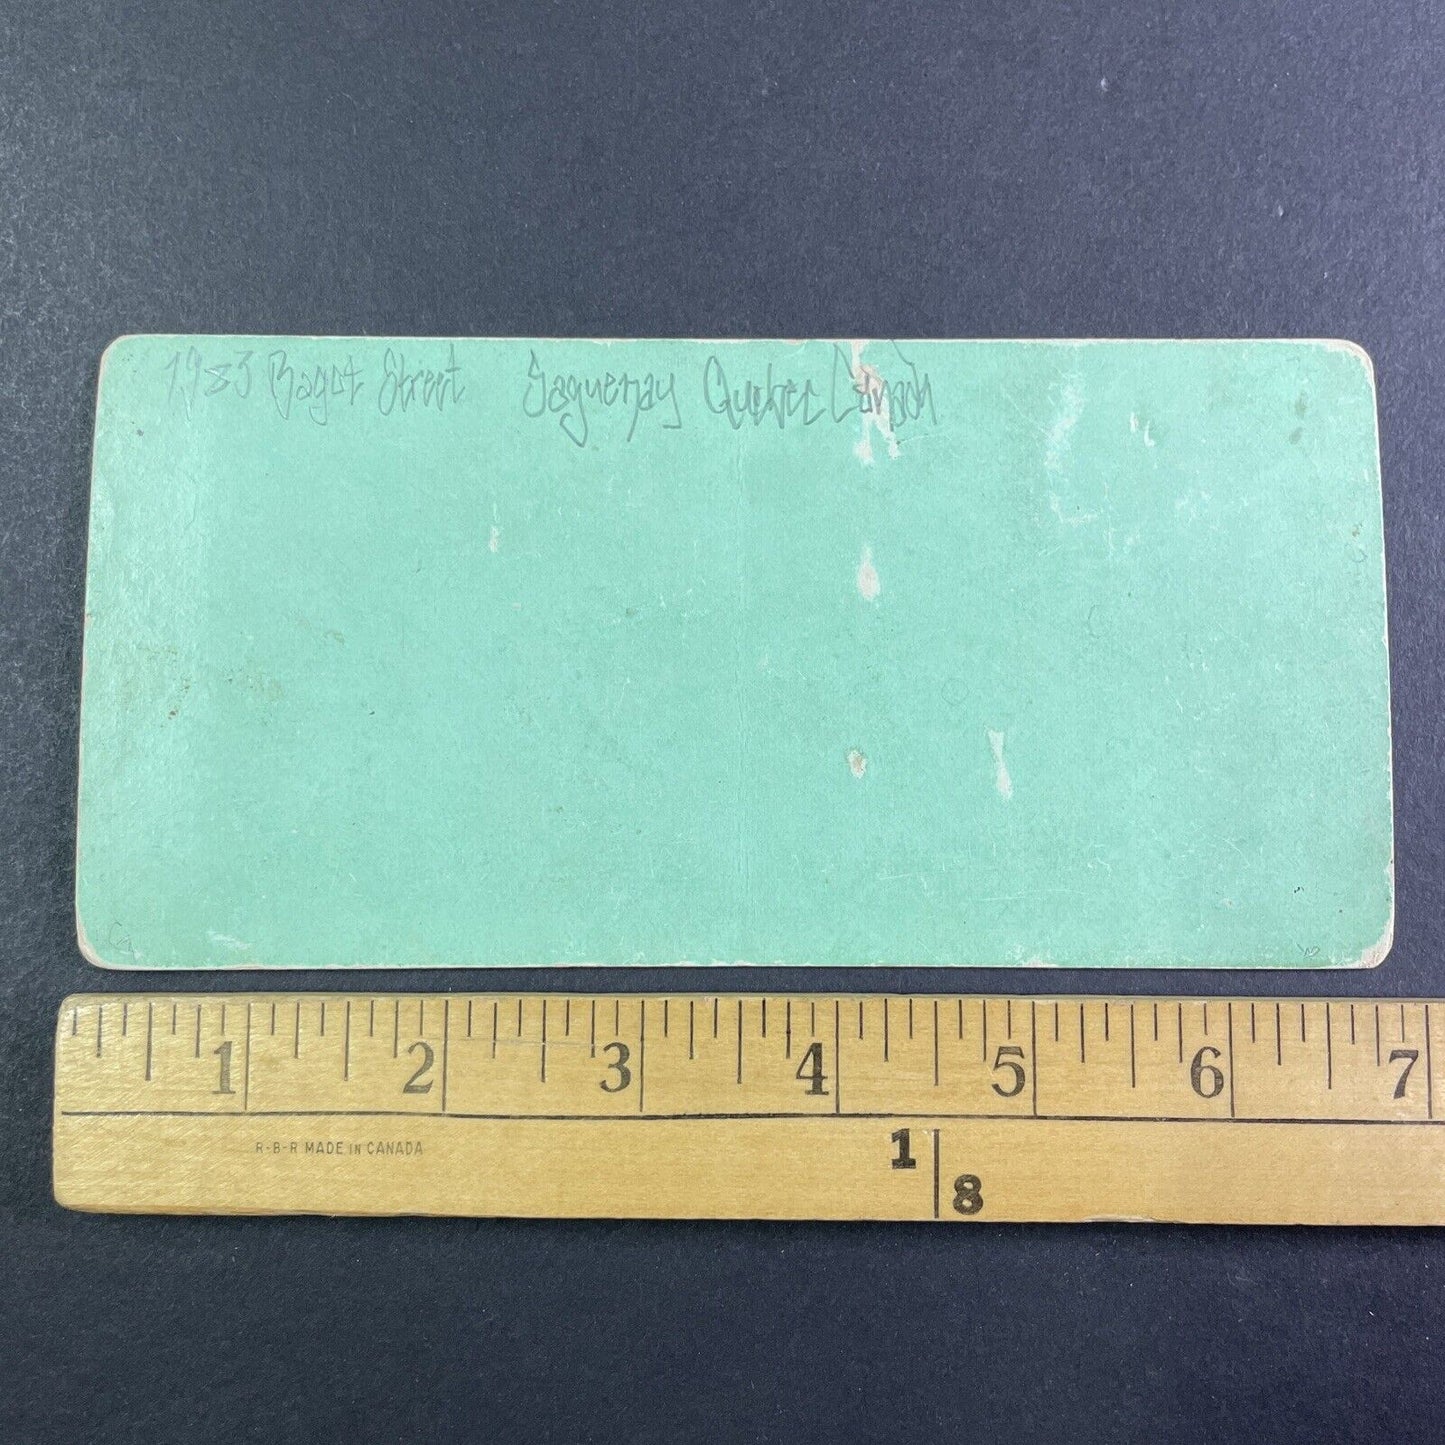 1983 Bagot Street Saguenay Quebec Canada
1 2 3 4 5 6 7
R-B-R MADE IN CANADA
1
8